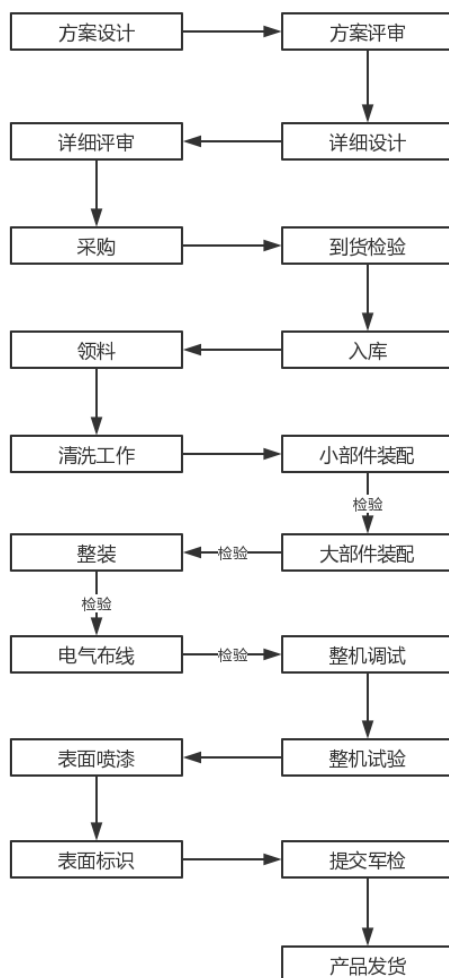 方案设计
方案评审
详细评审
详细设计
采购
到货检验
领料
入库
清洗工作
小部件装配
检验
整装
检验
大部件装配
检验
电气布线
检验
整机调试
表面喷漆
整机试验
表面标识
提交军检
产品发货